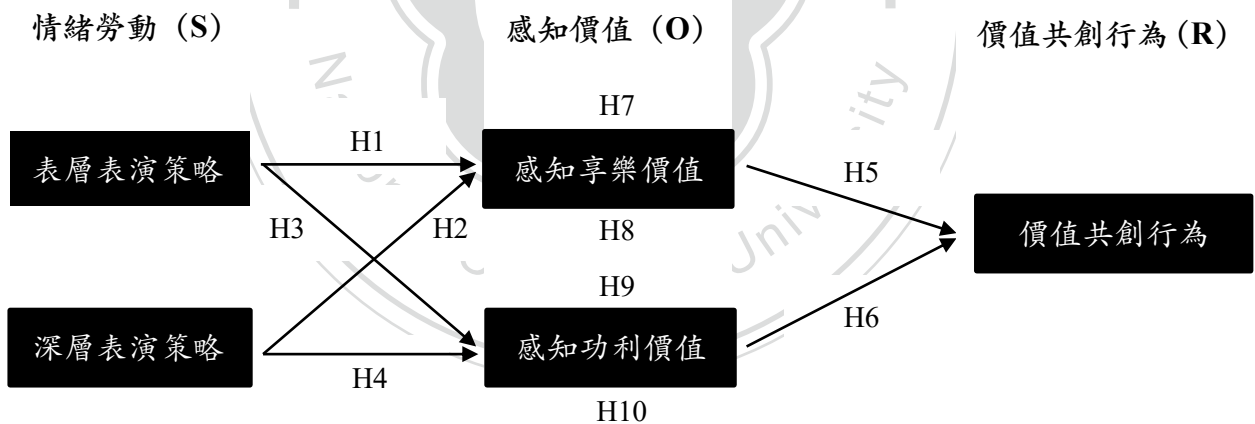 情緒勞動（S）
感知價值（O）
價值共創行為（R）
H7
H1
表層表演策略
感知享樂價值
H5
H3
H2
H8
價值共創行為
H9
H6
深層表演策略
感知功利價值
H4
H10
University